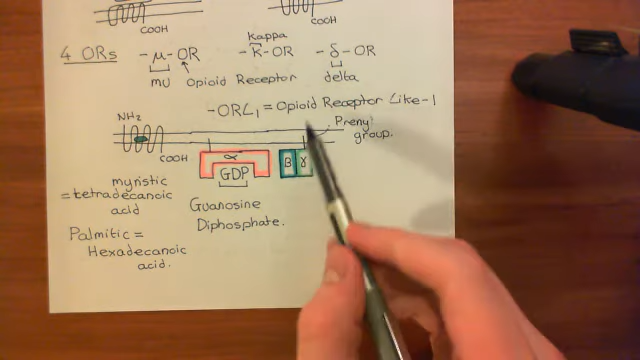 COOH
COOH
4 ORs
-μ-OR
mu
Opioid Receptor
Kappa
-K-OR
-δ-OR
delta
-ORL1 = Opioid Receptor Like-1
NH2
COOH
α
GDP
β
γ
Prenyl
group.
Guanosine
Diphosphate.
myristic
=tetradecanoic
acid
Palmitic =
Hexadecanoic
acid.